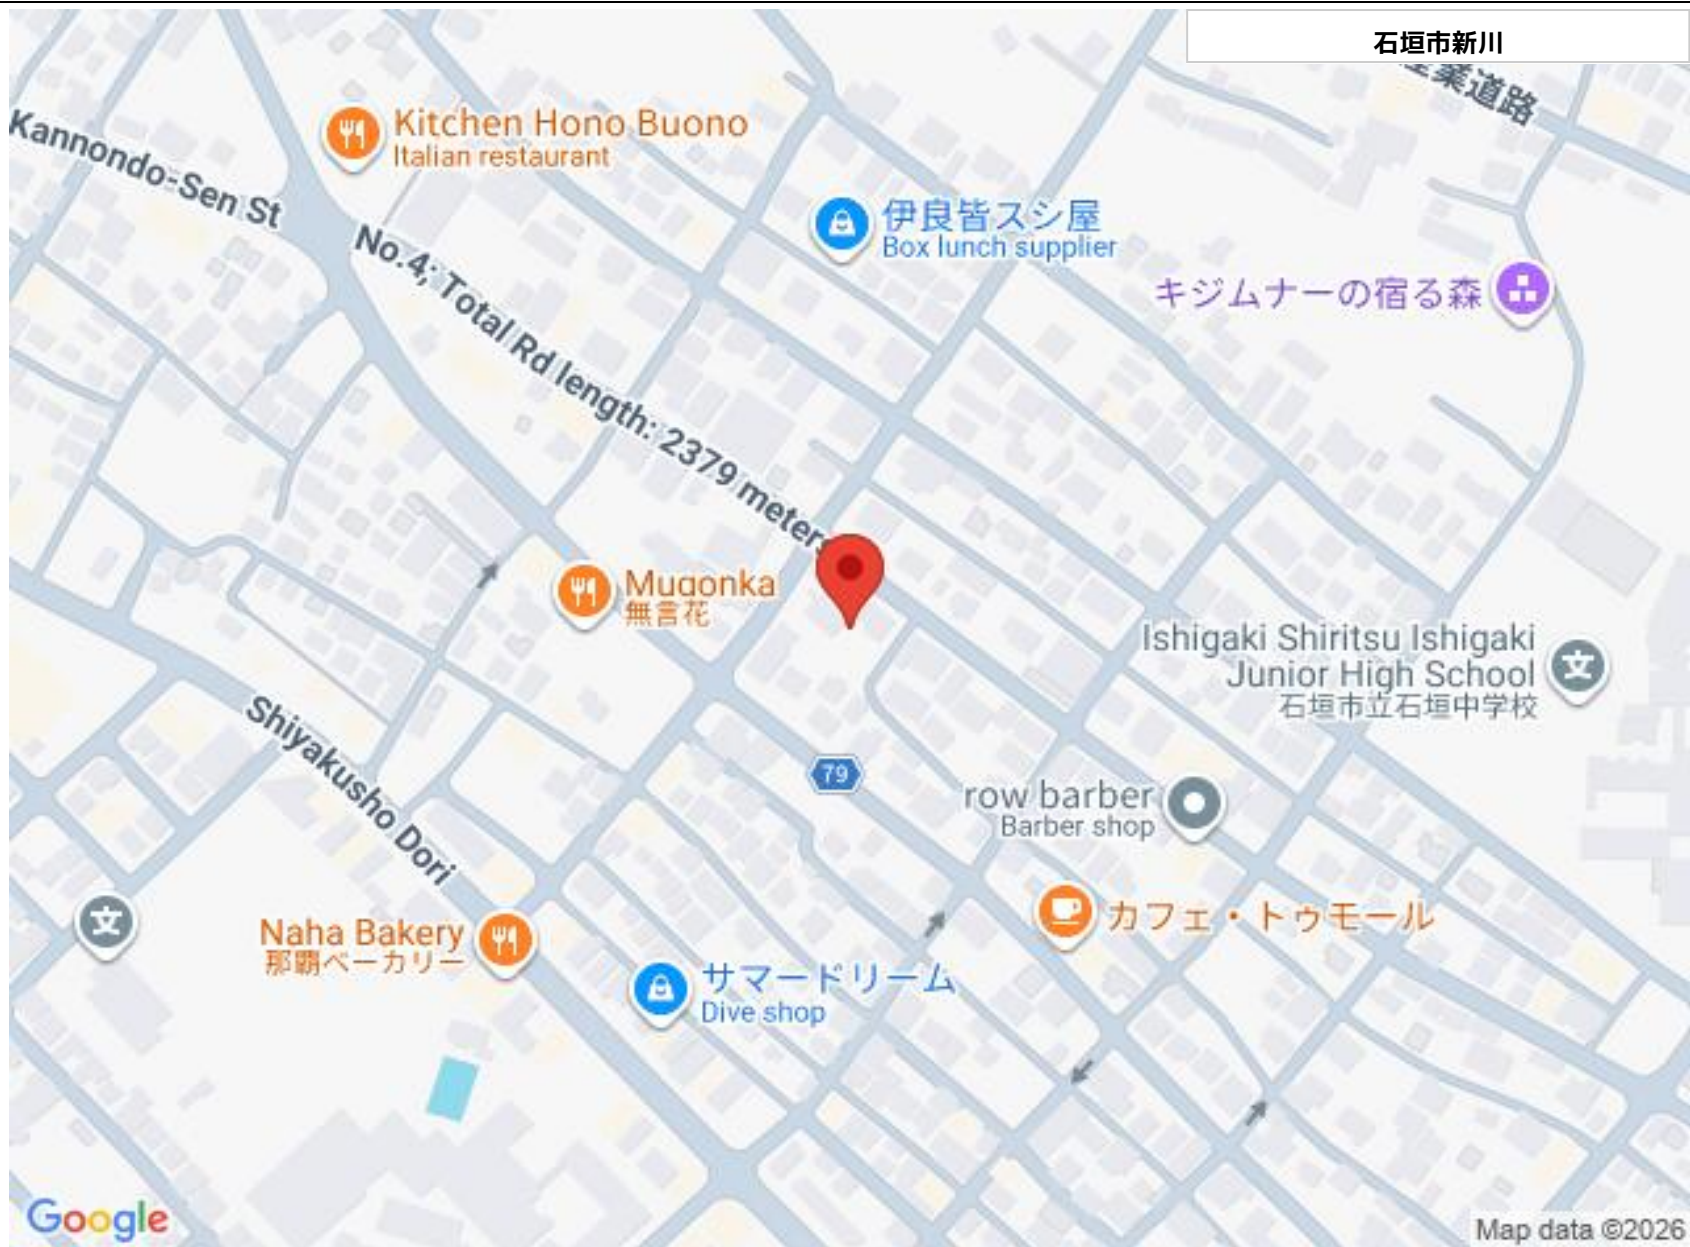 石垣市新川
産業道路
Kitchen Hono Buono
Italian restaurant
Kannondo-Sen St
No.4; Total Rd length: 2379 meters
伊良皆スシ屋
Box lunch supplier
キジムナーの宿る森
Mugonka
無言花
Ishigaki Shiritsu Ishigaki
Junior High School
石垣市立石垣中学校
文
Shiyakusho Dori
79
row barber
Barber shop
カフェ・トゥモール
文
Naha Bakery
那覇ベーカリー
サマードリーム
Dive shop
Google
Map data ©2026